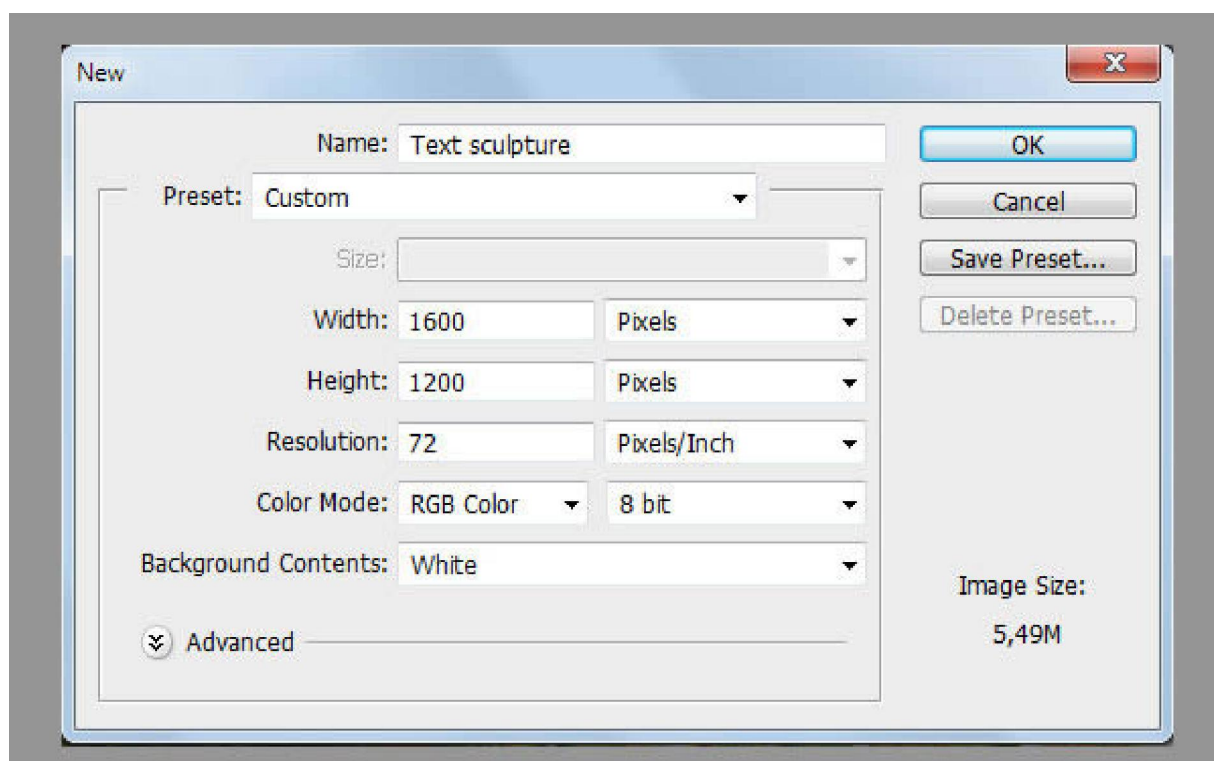 New
Name: Text sculpture
OK
Preset: Custom
Cancel
Size:
Save Preset...
Width: 1600 Pixels
Delete Preset...
Height: 1200 Pixels
Resolution: 72 Pixels/Inch
Color Mode: RGB Color 8 bit
Background Contents: White
Image Size:
5,49M
Advanced